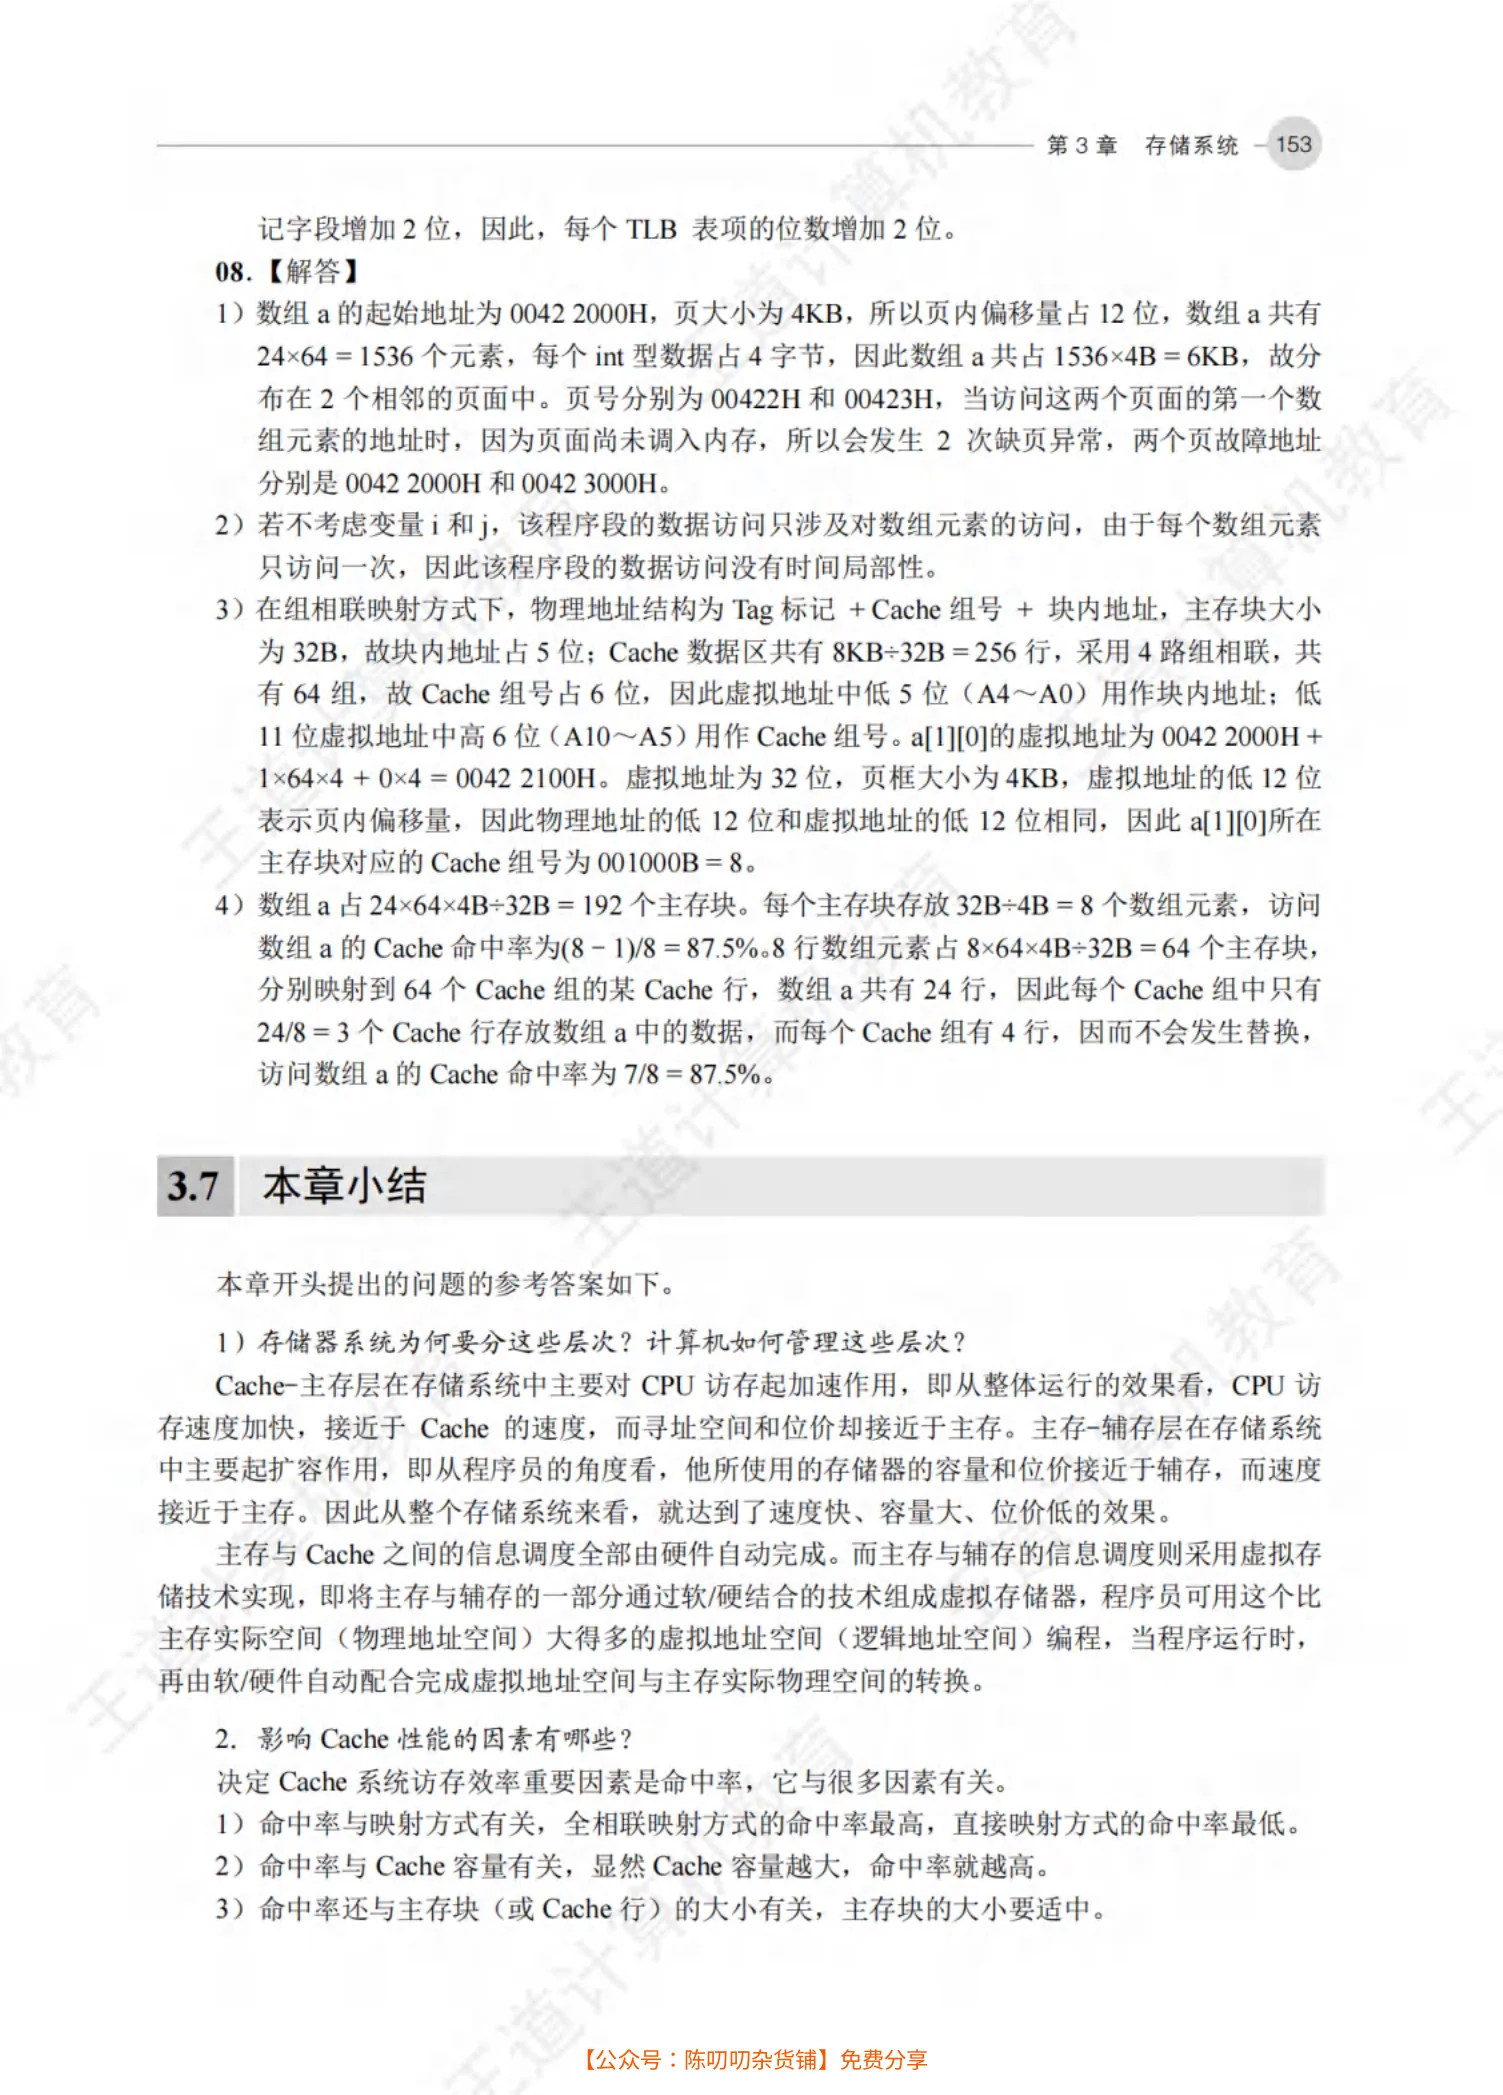 第 3 章 存储系统 153
记字段增加 2 位，因此，每个 TLB 表项的位数增加 2 位。
08.【解答】
1）数组 a 的起始地址为 0042 2000H，页大小为 4KB，所以页内偏移量占 12 位，数组 a 共有
24×64 = 1536 个元素，每个 int 型数据占 4 字节，因此数组 a 共占 1536×4B = 6KB，故分
布在 2 个相邻的页面中。页号分别为 00422H 和 00423H，当访问这两个页面的第一个数
组元素的地址时，因为页面尚未调入内存，所以会发生 2 次缺页异常，两个页故障地址
分别是 0042 2000H 和 0042 3000H。
2）若不考虑变量 i 和 j，该程序段的数据访问只涉及对数组元素的访问，由于每个数组元素
只访问一次，因此该程序段的数据访问没有时间局部性。
3）在组相联映射方式下，物理地址结构为 Tag 标记 + Cache 组号 + 块内地址，主存块大小
为 32B，故块内地址占 5 位；Cache 数据区共有 8KB÷32B = 256 行，采用 4 路组相联，共
有 64 组，故 Cache 组号占 6 位，因此虚拟地址中低 5 位（A4～A0）用作块内地址；低
11 位虚拟地址中高 6 位（A10～A5）用作 Cache 组号。a[1][0]的虚拟地址为 0042 2000H +
1×64×4 + 0×4 = 0042 2100H。虚拟地址为 32 位，页框大小为 4KB，虚拟地址的低 12 位
表示页内偏移量，因此物理地址的低 12 位和虚拟地址的低 12 位相同，因此 a[1][0]所在
主存块对应的 Cache 组号为 001000B = 8。
4）数组 a 占 24×64×4B÷32B = 192 个主存块。每个主存块存放 32B÷4B = 8 个数组元素，访问
数组 a 的 Cache 命中率为(8 − 1)/8 = 87.5%。8 行数组元素占 8×64×4B÷32B = 64 个主存块，
分别映射到 64 个 Cache 组的某 Cache 行，数组 a 共有 24 行，因此每个 Cache 组中只有
24/8 = 3 个 Cache 行存放数组 a 中的数据，而每个 Cache 组有 4 行，因而不会发生替换，
访问数组 a 的 Cache 命中率为 7/8 = 87.5%。
3.7 本章小结
本章开头提出的问题的参考答案如下。
1）存储器系统为何要分这些层次？计算机如何管理这些层次？
Cache-主存层在存储系统中主要对 CPU 访存起加速作用，即从整体运行的效果看，CPU 访
存速度加快，接近于 Cache 的速度，而寻址空间和位价却接近于主存。主存-辅存层在存储系统
中主要起扩容作用，即从程序员的角度看，他所使用的存储器的容量和位价接近于辅存，而速度
接近于主存。因此从整个存储系统来看，就达到了速度快、容量大、位价低的效果。
主存与 Cache 之间的信息调度全部由硬件自动完成。而主存与辅存的信息调度则采用虚拟存
储技术实现，即将主存与辅存的一部分通过软/硬结合的技术组成虚拟存储器，程序员可用这个比
主存实际空间（物理地址空间）大得多的虚拟地址空间（逻辑地址空间）编程，当程序运行时，
再由软/硬件自动配合完成虚拟地址空间与主存实际物理空间的转换。
2．影响 Cache 性能的因素有哪些？
决定 Cache 系统访存效率重要因素是命中率，它与很多因素有关。
1）命中率与映射方式有关，全相联映射方式的命中率最高，直接映射方式的命中率最低。
2）命中率与 Cache 容量有关，显然 Cache 容量越大，命中率就越高。
3）命中率还与主存块（或 Cache 行）的大小有关，主存块的大小要适中。
【公众号：陈叨叨杂货铺】免费分享
王道计算机教育